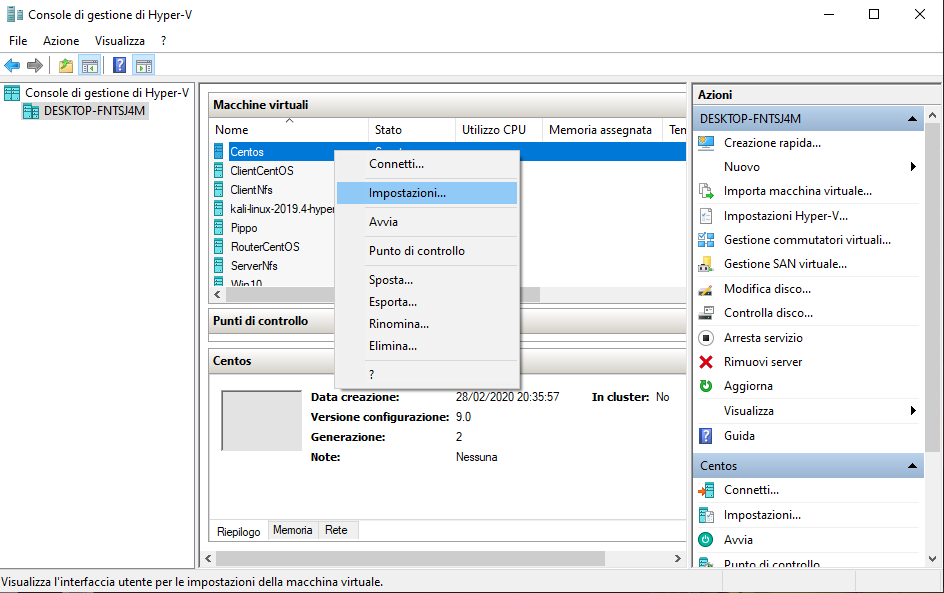 Console di gestione di Hyper-V
File Azione Visualizza ?
Console di gestione di Hyper-V
DESKTOP-FNTSJ4M
Macchine virtuali
Nome Stato Utilizzo CPU Memoria assegnata Ten
Centos
ClientCentOS
ClientNfs
kali-linux-2019.4-hyper
Pippo
RouterCentOS
ServerNfs
Win10
Connetti...
Impostazioni...
Avvia
Punto di controllo
Sposta...
Esporta...
Rinomina...
Elimina...
?
Punti di controllo
Centos
Data creazione: 28/02/2020 20:35:57 In cluster: No
Versione configurazione: 9.0
Generazione: 2
Note: Nessuna
Riepilogo Memoria Rete
Azioni
DESKTOP-FNTSJ4M
Creazione rapida...
Nuovo
Importa macchina virtuale...
Impostazioni Hyper-V...
Gestione commutatori virtuali...
Gestione SAN virtuale...
Modifica disco...
Controlla disco...
Arresta servizio
Rimuovi server
Aggiorna
Visualizza
Guida
Centos
Connetti...
Impostazioni...
Avvia
Punto di controllo
Visualizza l'interfaccia utente per le impostazioni della macchina virtuale.